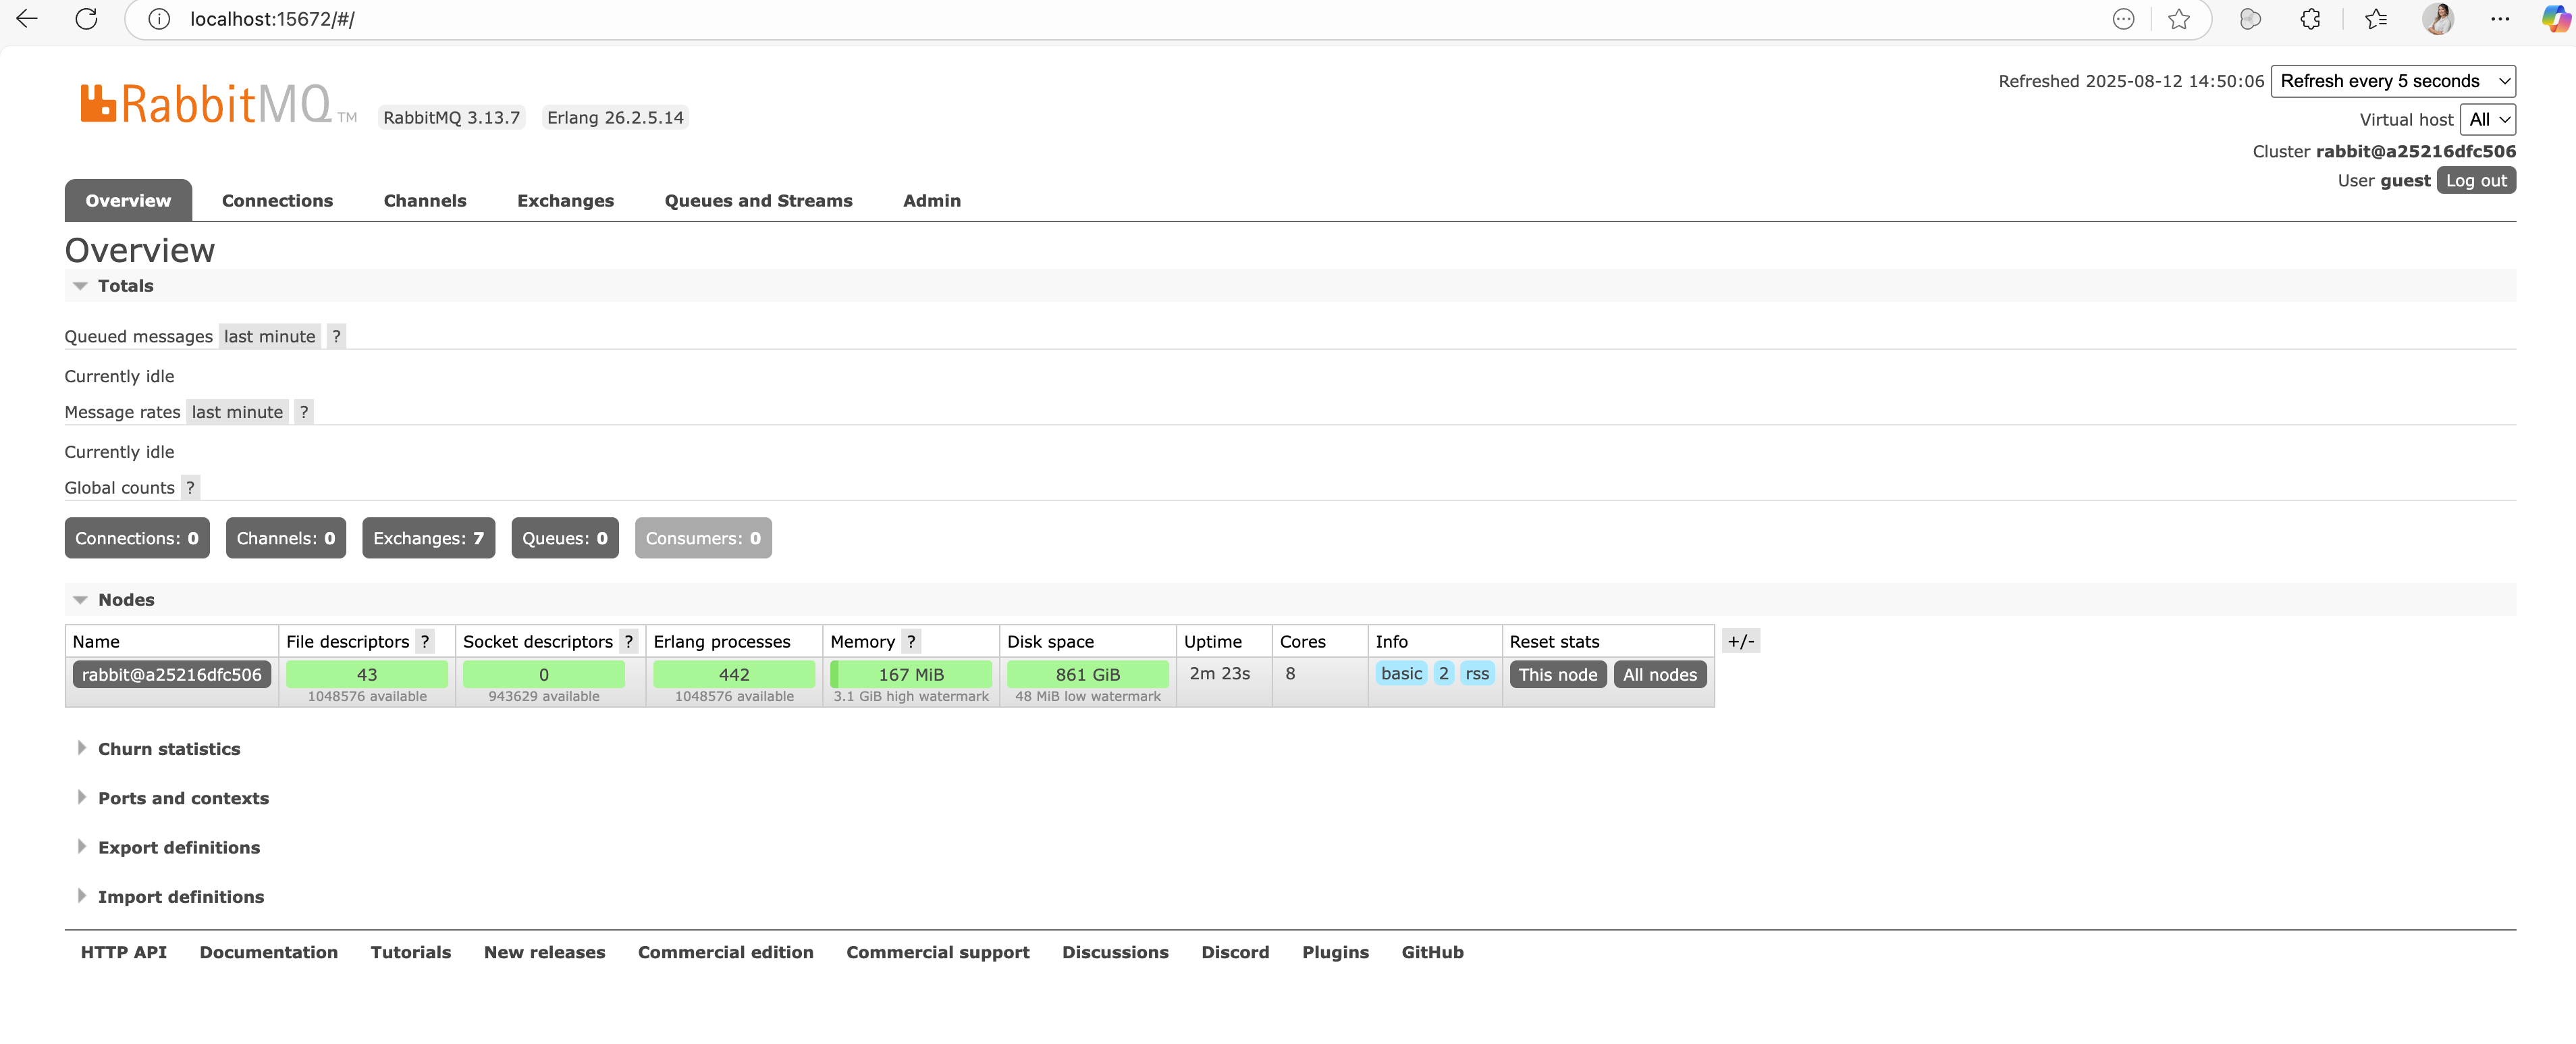 localhost:15672/#/
RabbitMQ TM RabbitMQ 3.13.7 Erlang 26.2.5.14
Refreshed 2025-08-12 14:50:06 Refresh every 5 seconds
Virtual host All
Cluster rabbit@a25216dfc506
User guest Log out
Overview Connections Channels Exchanges Queues and Streams Admin
Overview
Totals
Queued messages last minute ?
Currently idle
Message rates last minute ?
Currently idle
Global counts ?
Connections: 0 Channels: 0 Exchanges: 7 Queues: 0 Consumers: 0
Nodes
Name File descriptors ? Socket descriptors ? Erlang processes Memory ? Disk space Uptime Cores Info Reset stats +/-
rabbit@a25216dfc506 43 0 442 167 MiB 861 GiB 2m 23s 8 basic 2 rss This node All nodes
1048576 available 943629 available 1048576 available 3.1 GiB high watermark 48 MiB low watermark
Churn statistics
Ports and contexts
Export definitions
Import definitions
HTTP API Documentation Tutorials New releases Commercial edition Commercial support Discussions Discord Plugins GitHub